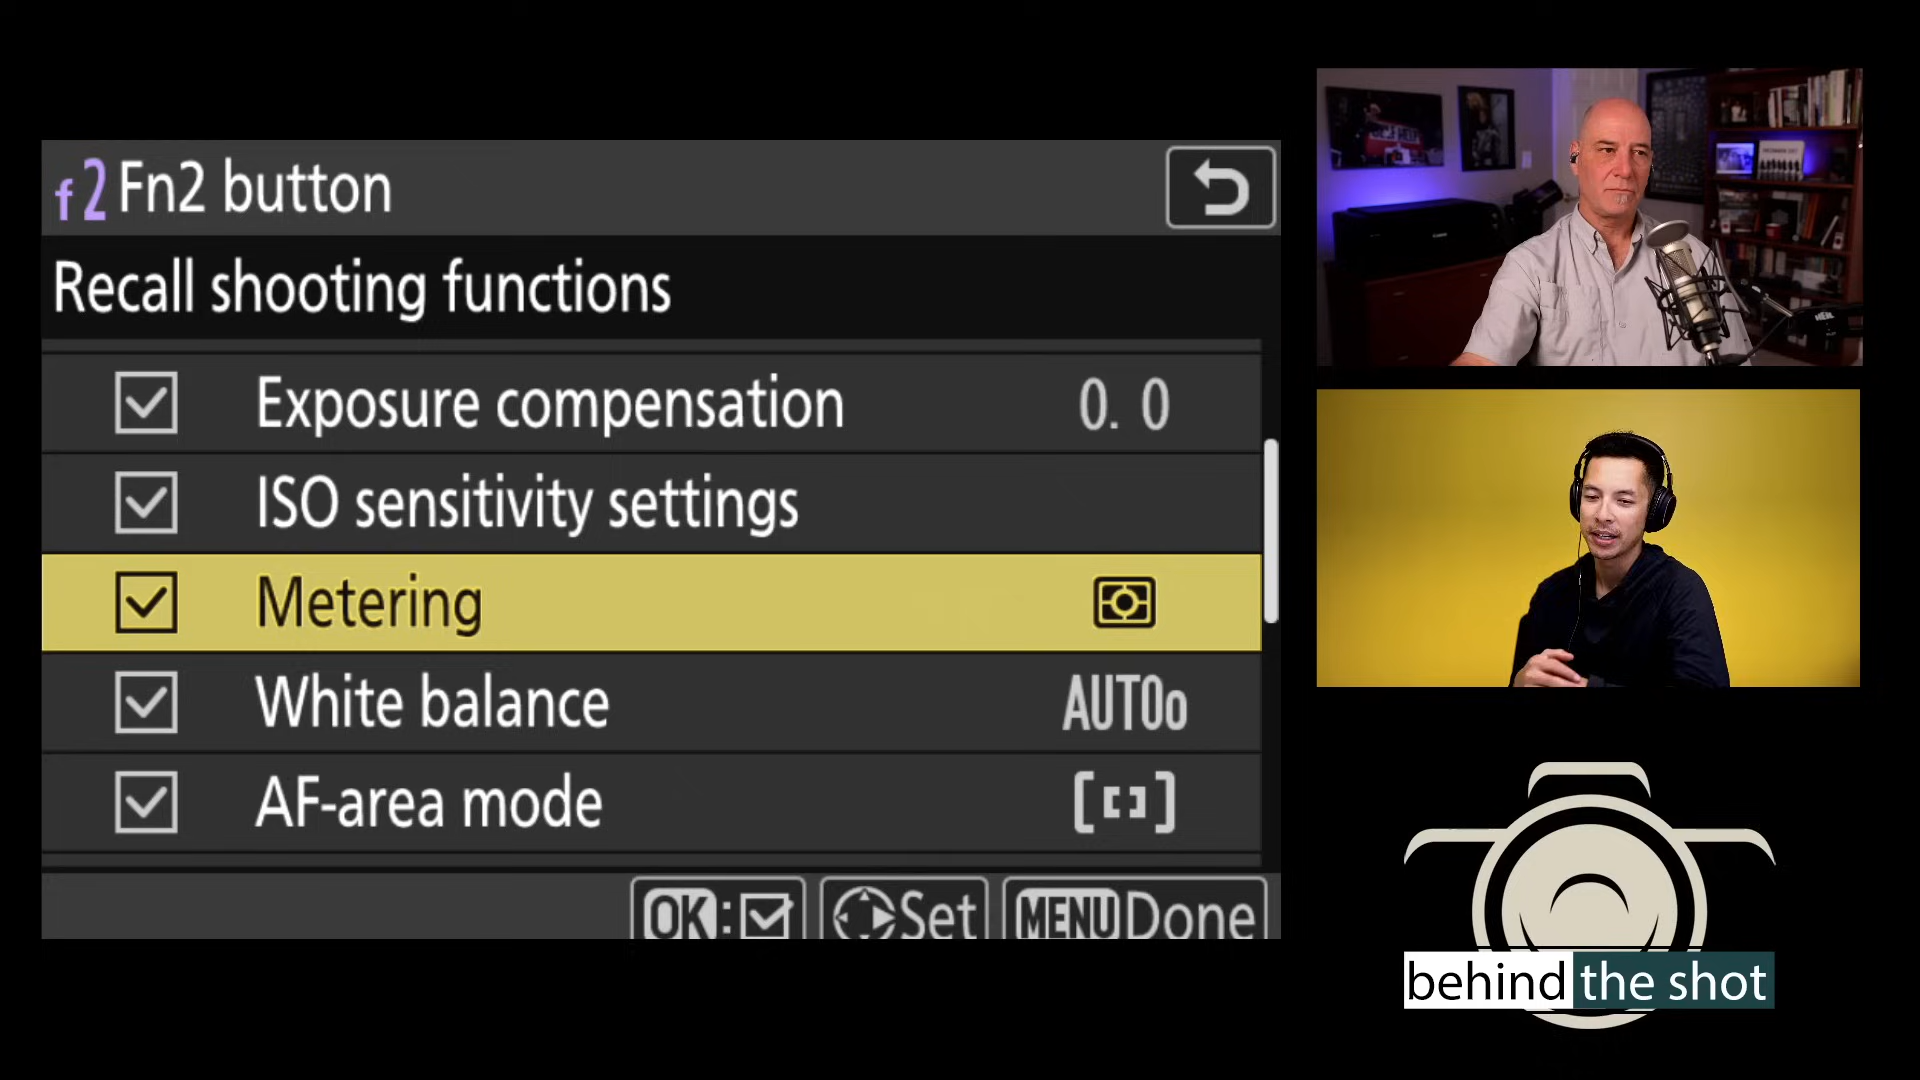 f2 Fn2 button
Recall shooting functions
Exposure compensation 0. 0
ISO sensitivity settings
Metering
White balance AUTO0
AF-area mode
OK: Set MENU Done
behind the shot